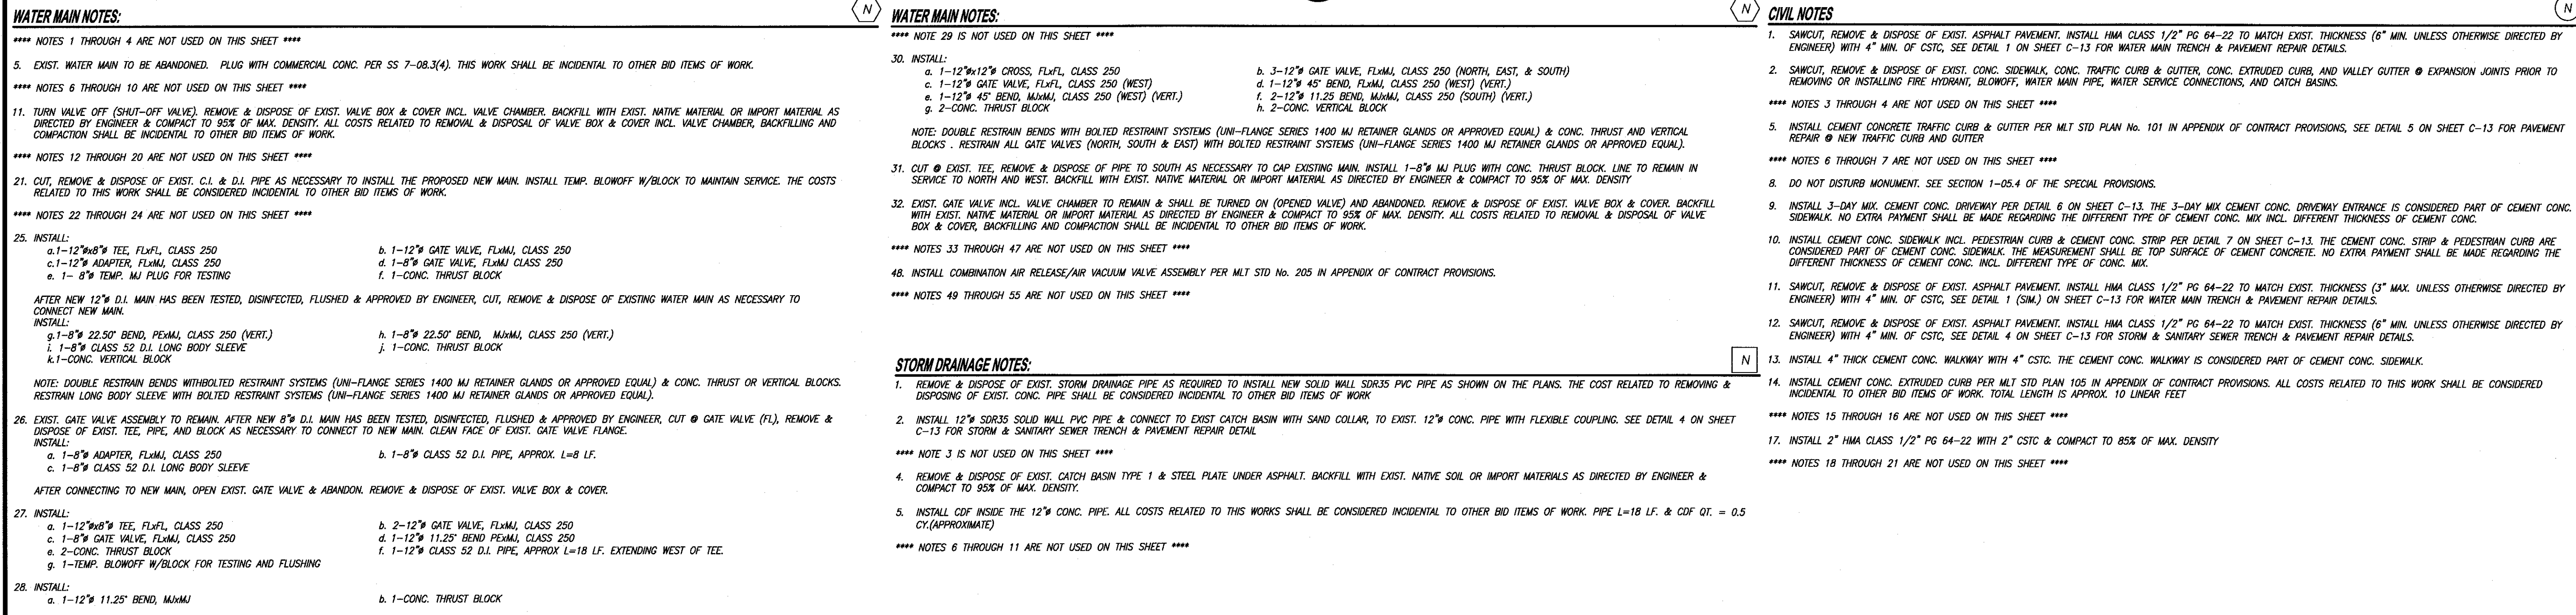 WATER MAIN NOTES:
N
**** NOTES 1 THROUGH 4 ARE NOT USED ON THIS SHEET ****
5. EXIST. WATER MAIN TO BE ABANDONED. PLUG WITH COMMERCIAL CONC. PER SS 7-08.3(4). THIS WORK SHALL BE INCIDENTAL TO OTHER BID ITEMS OF WORK.
**** NOTES 6 THROUGH 10 ARE NOT USED ON THIS SHEET ****
11. TURN VALVE OFF (SHUT-OFF VALVE). REMOVE & DISPOSE OF EXIST. VALVE BOX & COVER INCL. VALVE CHAMBER. BACKFILL WITH EXIST. NATIVE MATERIAL OR IMPORT MATERIAL AS
DIRECTED BY ENGINEER & COMPACT TO 95% OF MAX. DENSITY. ALL COSTS RELATED TO REMOVAL & DISPOSAL OF VALVE BOX & COVER INCL. VALVE CHAMBER, BACKFILLING AND
COMPACTION SHALL BE INCIDENTAL TO OTHER BID ITEMS OF WORK.
**** NOTES 12 THROUGH 20 ARE NOT USED ON THIS SHEET ****
21. CUT, REMOVE & DISPOSE OF EXIST. C.I. & D.I. PIPE AS NECESSARY TO INSTALL THE PROPOSED NEW MAIN. INSTALL TEMP. BLOWOFF W/BLOCK TO MAINTAIN SERVICE. THE COSTS
RELATED TO THIS WORK SHALL BE CONSIDERED INCIDENTAL TO OTHER BID ITEMS OF WORK.
**** NOTES 22 THROUGH 24 ARE NOT USED ON THIS SHEET ****
25. INSTALL:
a.1-12"øx8"ø TEE, FLxFL, CLASS 250 b. 1-12"ø GATE VALVE, FLxMJ, CLASS 250
c.1-12"ø ADAPTER, FLxMJ, CLASS 250 d. 1-8"ø GATE VALVE, FLxMJ CLASS 250
e. 1- 8"ø TEMP. MJ PLUG FOR TESTING f. 1-CONC. THRUST BLOCK
AFTER NEW 12"ø D.I. MAIN HAS BEEN TESTED, DISINFECTED, FLUSHED & APPROVED BY ENGINEER, CUT, REMOVE & DISPOSE OF EXISTING WATER MAIN AS NECESSARY TO
CONNECT NEW MAIN.
INSTALL:
g.1-8"ø 22.50° BEND, PExMJ, CLASS 250 (VERT.) h. 1-8"ø 22.50° BEND, MJxMJ, CLASS 250 (VERT.)
i. 1-8"ø CLASS 52 D.I. LONG BODY SLEEVE j. 1-CONC. THRUST BLOCK
k.1-CONC. VERTICAL BLOCK
NOTE: DOUBLE RESTRAIN BENDS WITHBOLTED RESTRAINT SYSTEMS (UNI-FLANGE SERIES 1400 MJ RETAINER GLANDS OR APPROVED EQUAL) & CONC. THRUST OR VERTICAL BLOCKS.
RESTRAIN LONG BODY SLEEVE WITH BOLTED RESTRAINT SYSTEMS (UNI-FLANGE SERIES 1400 MJ RETAINER GLANDS OR APPROVED EQUAL).
26. EXIST. GATE VALVE ASSEMBLY TO REMAIN. AFTER NEW 8"ø D.I. MAIN HAS BEEN TESTED, DISINFECTED, FLUSHED & APPROVED BY ENGINEER, CUT @ GATE VALVE (FL), REMOVE &
DISPOSE OF EXIST. TEE, PIPE, AND BLOCK AS NECESSARY TO CONNECT TO NEW MAIN. CLEAN FACE OF EXIST. GATE VALVE FLANGE.
INSTALL:
a. 1-8"ø ADAPTER, FLxMJ, CLASS 250 b. 1-8"ø CLASS 52 D.I. PIPE, APPROX. L=8 LF.
c. 1-8"ø CLASS 52 D.I. LONG BODY SLEEVE
AFTER CONNECTING TO NEW MAIN, OPEN EXIST. GATE VALVE & ABANDON. REMOVE & DISPOSE OF EXIST. VALVE BOX & COVER.
27. INSTALL:
a. 1-12"øx8"ø TEE, FLxFL, CLASS 250 b. 2-12"ø GATE VALVE, FLxMJ, CLASS 250
c. 1-8"ø GATE VALVE, FLxMJ, CLASS 250 d. 1-12"ø 11.25° BEND PExMJ, CLASS 250
e. 2-CONC. THRUST BLOCK f. 1-12"ø CLASS 52 D.I. PIPE, APPROX L=18 LF. EXTENDING WEST OF TEE.
g. 1-TEMP. BLOWOFF W/BLOCK FOR TESTING AND FLUSHING
28. INSTALL:
a. 1-12"ø 11.25° BEND, MJxMJ b. 1-CONC. THRUST BLOCK
WATER MAIN NOTES:
N
**** NOTE 29 IS NOT USED ON THIS SHEET ****
30. INSTALL:
a. 1-12"øx12"ø CROSS, FLxFL, CLASS 250 b. 3-12"ø GATE VALVE, FLxMJ, CLASS 250 (NORTH, EAST, & SOUTH)
c. 1-12"ø GATE VALVE, FLxFL, CLASS 250 (WEST) d. 1-12"ø 45° BEND, FLxMJ, CLASS 250 (WEST) (VERT.)
e. 1-12"ø 45° BEND, MJxMJ, CLASS 250 (WEST) (VERT.) f. 2-12"ø 11.25 BEND, MJxMJ, CLASS 250 (SOUTH) (VERT.)
g. 2-CONC. THRUST BLOCK h. 2-CONC. VERTICAL BLOCK
NOTE: DOUBLE RESTRAIN BENDS WITH BOLTED RESTRAINT SYSTEMS (UNI-FLANGE SERIES 1400 MJ RETAINER GLANDS OR APPROVED EQUAL) & CONC. THRUST AND VERTICAL
BLOCKS . RESTRAIN ALL GATE VALVES (NORTH, SOUTH & EAST) WITH BOLTED RESTRAINT SYSTEMS (UNI-FLANGE SERIES 1400 MJ RETAINER GLANDS OR APPROVED EQUAL).
31. CUT @ EXIST. TEE, REMOVE & DISPOSE OF PIPE TO SOUTH AS NECESSARY TO CAP EXISTING MAIN. INSTALL 1-8"ø MJ PLUG WITH CONC. THRUST BLOCK. LINE TO REMAIN IN
SERVICE TO NORTH AND WEST. BACKFILL WITH EXIST. NATIVE MATERIAL OR IMPORT MATERIAL AS DIRECTED BY ENGINEER & COMPACT TO 95% OF MAX. DENSITY
32. EXIST. GATE VALVE INCL. VALVE CHAMBER TO REMAIN & SHALL BE TURNED ON (OPENED VALVE) AND ABANDONED. REMOVE & DISPOSE OF EXIST. VALVE BOX & COVER. BACKFILL
WITH EXIST. NATIVE MATERIAL OR IMPORT MATERIAL AS DIRECTED BY ENGINEER & COMPACT TO 95% OF MAX. DENSITY. ALL COSTS RELATED TO REMOVAL & DISPOSAL OF VALVE
BOX & COVER, BACKFILLING AND COMPACTION SHALL BE INCIDENTAL TO OTHER BID ITEMS OF WORK.
**** NOTES 33 THROUGH 47 ARE NOT USED ON THIS SHEET ****
48. INSTALL COMBINATION AIR RELEASE/AIR VACUUM VALVE ASSEMBLY PER MLT STD No. 205 IN APPENDIX OF CONTRACT PROVISIONS.
**** NOTES 49 THROUGH 55 ARE NOT USED ON THIS SHEET ****
STORM DRAINAGE NOTES:
N
1. REMOVE & DISPOSE OF EXIST. STORM DRAINAGE PIPE AS REQUIRED TO INSTALL NEW SOLID WALL SDR35 PVC PIPE AS SHOWN ON THE PLANS. THE COST RELATED TO REMOVING &
DISPOSING OF EXIST. CONC. PIPE SHALL BE CONSIDERED INCIDENTAL TO OTHER BID ITEMS OF WORK
2. INSTALL 12"ø SDR35 SOLID WALL PVC PIPE & CONNECT TO EXIST CATCH BASIN WITH SAND COLLAR, TO EXIST. 12"ø CONC. PIPE WITH FLEXIBLE COUPLING. SEE DETAIL 4 ON SHEET
C-13 FOR STORM & SANITARY SEWER TRENCH & PAVEMENT REPAIR DETAIL
**** NOTE 3 IS NOT USED ON THIS SHEET ****
4. REMOVE & DISPOSE OF EXIST. CATCH BASIN TYPE 1 & STEEL PLATE UNDER ASPHALT. BACKFILL WITH EXIST. NATIVE SOIL OR IMPORT MATERIALS AS DIRECTED BY ENGINEER &
COMPACT TO 95% OF MAX. DENSITY.
5. INSTALL CDF INSIDE THE 12"ø CONC. PIPE. ALL COSTS RELATED TO THIS WORKS SHALL BE CONSIDERED INCIDENTAL TO OTHER BID ITEMS OF WORK. PIPE L=18 LF. & CDF QT. = 0.5
CY.(APPROXIMATE)
**** NOTES 6 THROUGH 11 ARE NOT USED ON THIS SHEET ****
CIVIL NOTES
N
1. SAWCUT, REMOVE & DISPOSE OF EXIST. ASPHALT PAVEMENT. INSTALL HMA CLASS 1/2" PG 64-22 TO MATCH EXIST. THICKNESS (6" MIN. UNLESS OTHERWISE DIRECTED BY
ENGINEER) WITH 4" MIN. OF CSTC, SEE DETAIL 1 ON SHEET C-13 FOR WATER MAIN TRENCH & PAVEMENT REPAIR DETAILS.
2. SAWCUT, REMOVE & DISPOSE OF EXIST. CONC. SIDEWALK, CONC. TRAFFIC CURB & GUTTER, CONC. EXTRUDED CURB, AND VALLEY GUTTER @ EXPANSION JOINTS PRIOR TO
REMOVING OR INSTALLING FIRE HYDRANT, BLOWOFF, WATER MAIN PIPE, WATER SERVICE CONNECTIONS, AND CATCH BASINS.
**** NOTES 3 THROUGH 4 ARE NOT USED ON THIS SHEET ****
5. INSTALL CEMENT CONCRETE TRAFFIC CURB & GUTTER PER MLT STD PLAN No. 101 IN APPENDIX OF CONTRACT PROVISIONS, SEE DETAIL 5 ON SHEET C-13 FOR PAVEMENT
REPAIR @ NEW TRAFFIC CURB AND GUTTER
**** NOTES 6 THROUGH 7 ARE NOT USED ON THIS SHEET ****
8. DO NOT DISTURB MONUMENT. SEE SECTION 1-05.4 OF THE SPECIAL PROVISIONS.
9. INSTALL 3-DAY MIX. CEMENT CONC. DRIVEWAY PER DETAIL 6 ON SHEET C-13. THE 3-DAY MIX CEMENT CONC. DRIVEWAY ENTRANCE IS CONSIDERED PART OF CEMENT CONC.
SIDEWALK. NO EXTRA PAYMENT SHALL BE MADE REGARDING THE DIFFERENT TYPE OF CEMENT CONC. MIX INCL. DIFFERENT THICKNESS OF CEMENT CONC.
10. INSTALL CEMENT CONC. SIDEWALK INCL. PEDESTRIAN CURB & CEMENT CONC. STRIP PER DETAIL 7 ON SHEET C-13. THE CEMENT CONC. STRIP & PEDESTRIAN CURB ARE
CONSIDERED PART OF CEMENT CONC. SIDEWALK. THE MEASUREMENT SHALL BE TOP SURFACE OF CEMENT CONCRETE. NO EXTRA PAYMENT SHALL BE MADE REGARDING THE
DIFFERENT THICKNESS OF CEMENT CONC. INCL. DIFFERENT TYPE OF CONC. MIX.
11. SAWCUT, REMOVE & DISPOSE OF EXIST. ASPHALT PAVEMENT. INSTALL HMA CLASS 1/2" PG 64-22 TO MATCH EXIST. THICKNESS (3" MAX. UNLESS OTHERWISE DIRECTED BY
ENGINEER) WITH 4" MIN. OF CSTC, SEE DETAIL 1 (SIM.) ON SHEET C-13 FOR WATER MAIN TRENCH & PAVEMENT REPAIR DETAILS.
12. SAWCUT, REMOVE & DISPOSE OF EXIST. ASPHALT PAVEMENT. INSTALL HMA CLASS 1/2" PG 64-22 TO MATCH EXIST. THICKNESS (6" MIN. UNLESS OTHERWISE DIRECTED BY
ENGINEER) WITH 4" MIN. OF CSTC, SEE DETAIL 4 ON SHEET C-13 FOR STORM & SANITARY SEWER TRENCH & PAVEMENT REPAIR DETAILS.
13. INSTALL 4" THICK CEMENT CONC. WALKWAY WITH 4" CSTC. THE CEMENT CONC. WALKWAY IS CONSIDERED PART OF CEMENT CONC. SIDEWALK.
14. INSTALL CEMENT CONC. EXTRUDED CURB PER MLT STD PLAN 105 IN APPENDIX OF CONTRACT PROVISIONS. ALL COSTS RELATED TO THIS WORK SHALL BE CONSIDERED
INCIDENTAL TO OTHER BID ITEMS OF WORK. TOTAL LENGTH IS APPROX. 10 LINEAR FEET
**** NOTES 15 THROUGH 16 ARE NOT USED ON THIS SHEET ****
17. INSTALL 2" HMA CLASS 1/2" PG 64-22 WITH 2" CSTC & COMPACT TO 85% OF MAX. DENSITY
**** NOTES 18 THROUGH 21 ARE NOT USED ON THIS SHEET ****